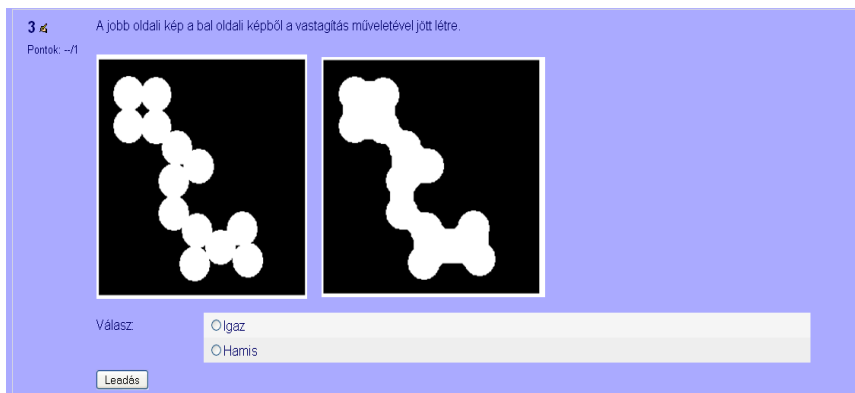 3 A jobb oldali kép a bal oldali képből a vastagítás műveletével jött létre.
Pontok: --/1
Válasz:
Igaz
Hamis
Leadás